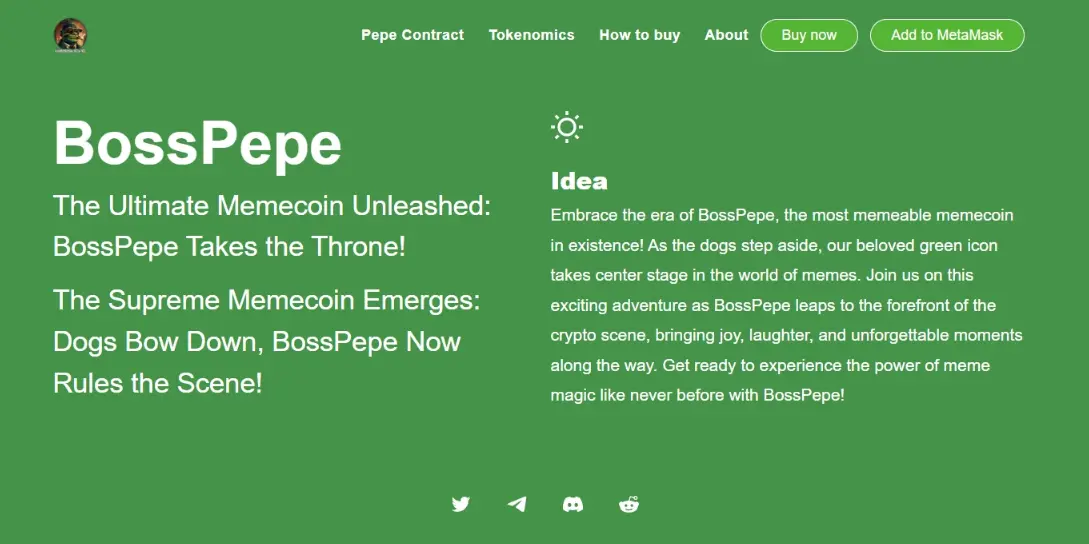 Pepe Contract
Tokenomics
How to buy
About
Buy now
Add to MetaMask
BossPepe
The Ultimate Memecoin Unleashed:
BossPepe Takes the Throne!
The Supreme Memecoin Emerges:
Dogs Bow Down, BossPepe Now
Rules the Scene!
Idea
Embrace the era of BossPepe, the most memeable memecoin
in existence! As the dogs step aside, our beloved green icon
takes center stage in the world of memes. Join us on this
exciting adventure as BossPepe leaps to the forefront of the
crypto scene, bringing joy, laughter, and unforgettable moments
along the way. Get ready to experience the power of meme
magic like never before with BossPepe!